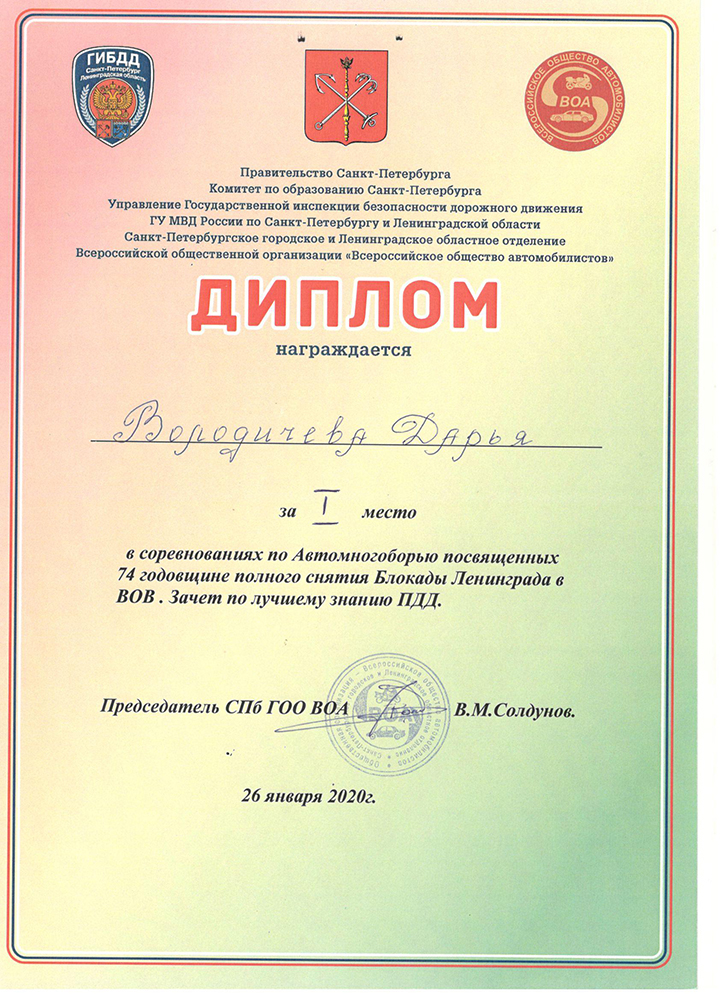 ГИБДД
Санкт-Петербург
Ленинградская область
ВСЕРОССИЙСКОЕ ОБЩЕСТВО АВТОМОБИЛИСТОВ
ВОА
Правительство Санкт-Петербурга
Комитет по образованию Санкт-Петербурга
Управление Государственной инспекции безопасности дорожного движения
ГУ МВД России по Санкт-Петербургу и Ленинградской области
Санкт-Петербургское городское и Ленинградское областное отделение
Всероссийской общественной организации «Всероссийское общество автомобилистов»
ДИПЛОМ
награждается
Володичева Дарья
за I место
в соревнованиях по Автомногоборью посвященных
74 годовщине полного снятия Блокады Ленинграда в
ВОВ . Зачет по лучшему знанию ПДД.
Председатель СПб ГОО ВОА В.М.Солдунов.
26 января 2020г.